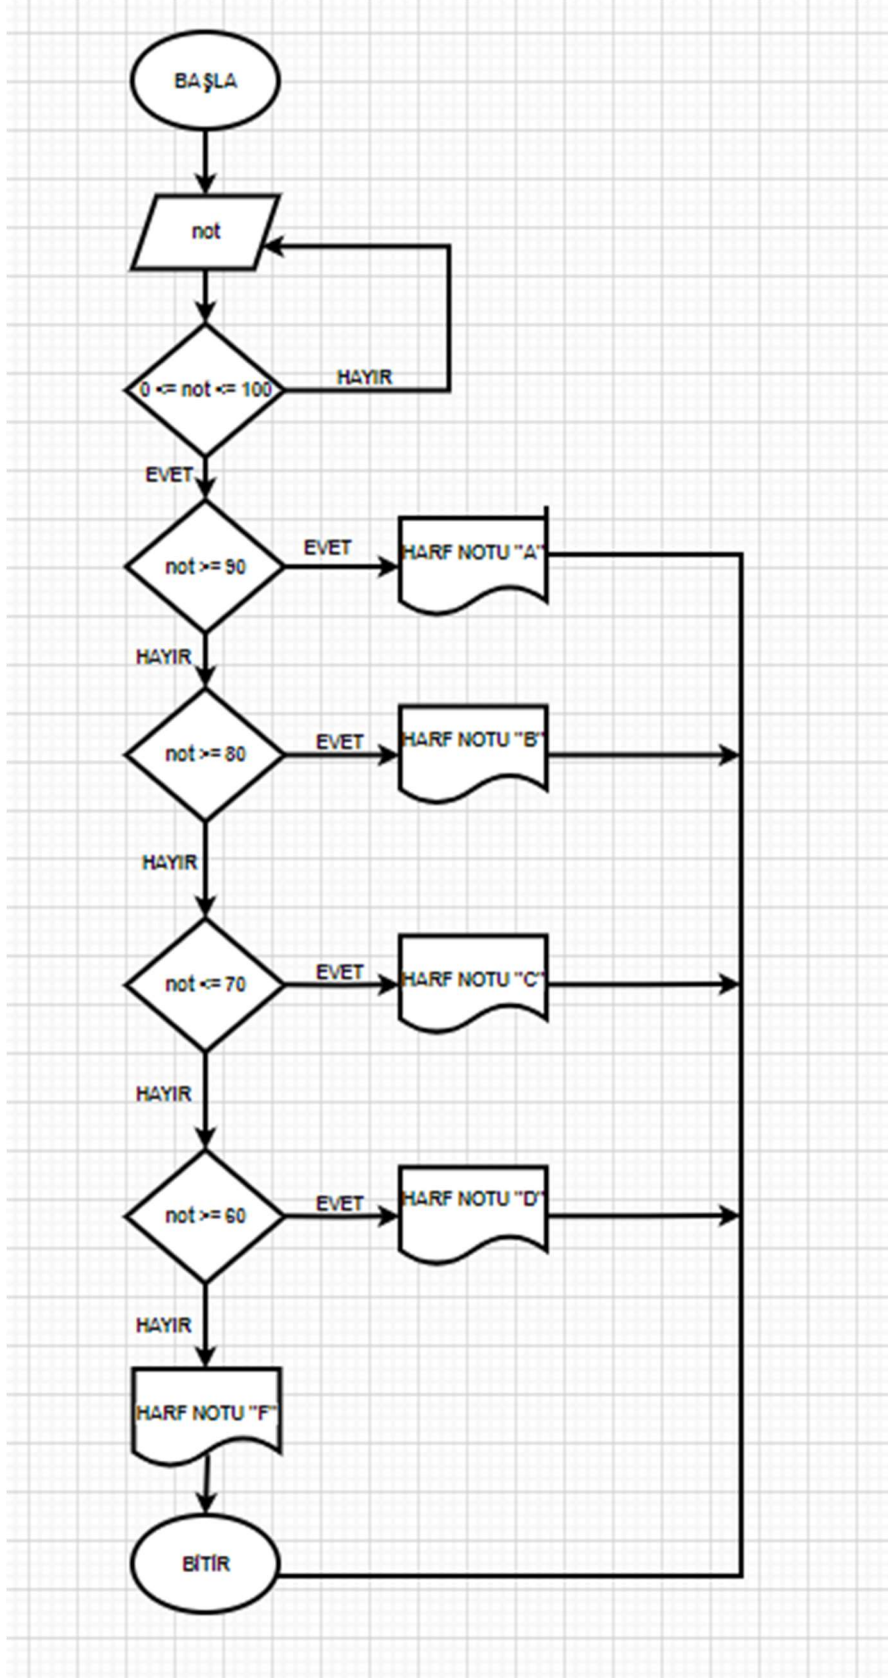 BAŞLA
not
0 <= not <= 100
HAYIR
EVET
not >= 90
EVET
HARF NOTU "A"
HAYIR
not >= 80
EVET
HARF NOTU "B"
HAYIR
not <= 70
EVET
HARF NOTU "C"
HAYIR
not >= 60
EVET
HARF NOTU "D"
HAYIR
HARF NOTU "F"
BİTİR